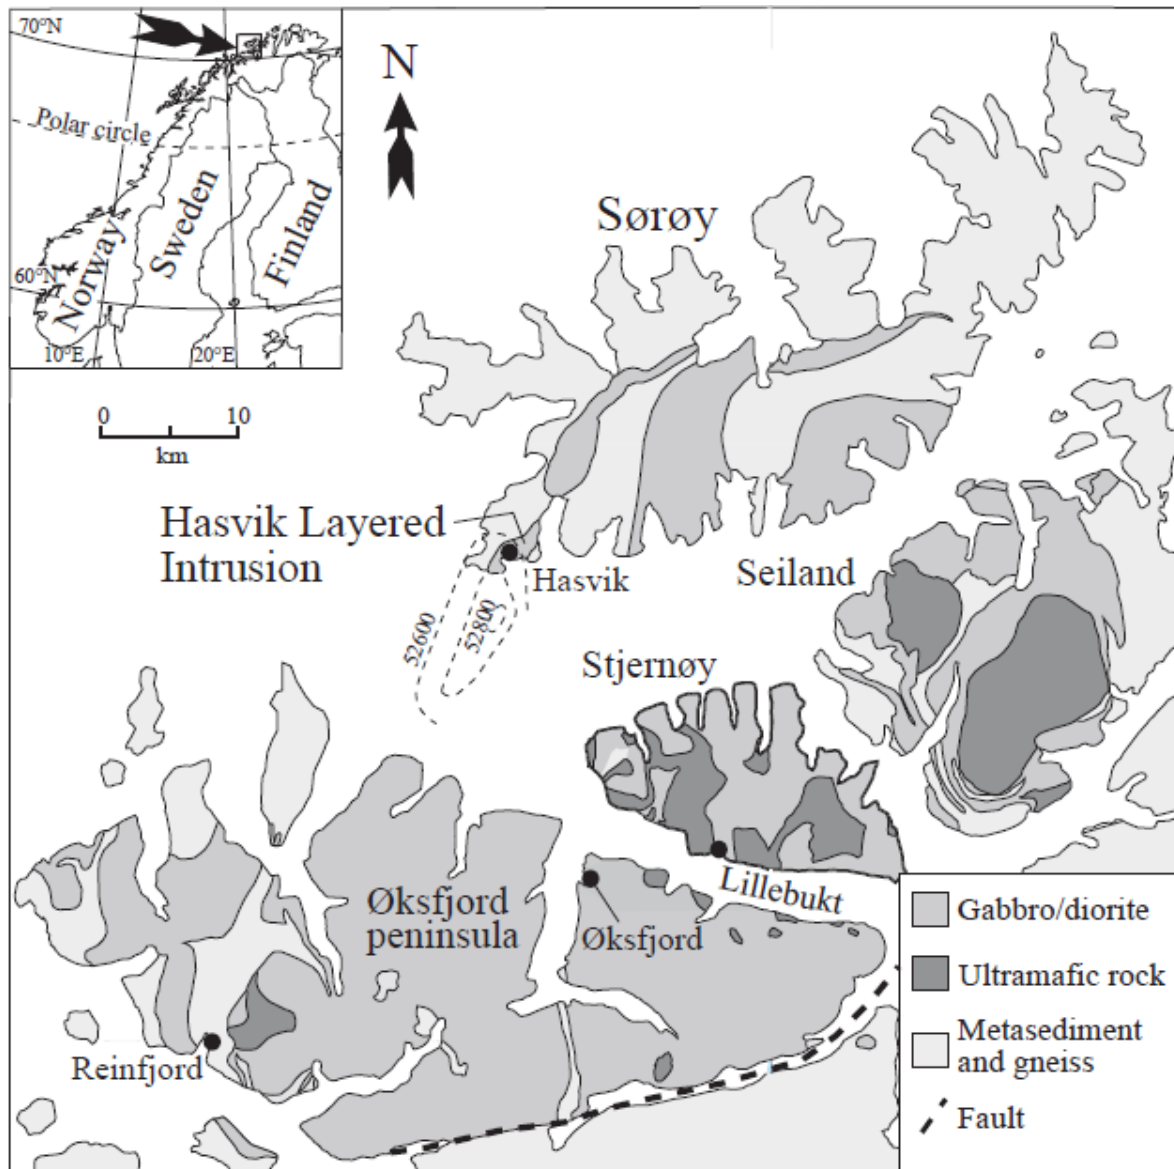 70°N
Polar circle
Norway
Sweden
Finland
60°N
10°E
20°E
N
0 10
km
Sørøy
Hasvik Layered
Intrusion
Hasvik
52600
52800
Seiland
Stjernøy
Lillebukt
Øksfjord
peninsula
Øksfjord
Reinfjord
Gabbro/diorite
Ultramafic rock
Metasediment
and gneiss
Fault